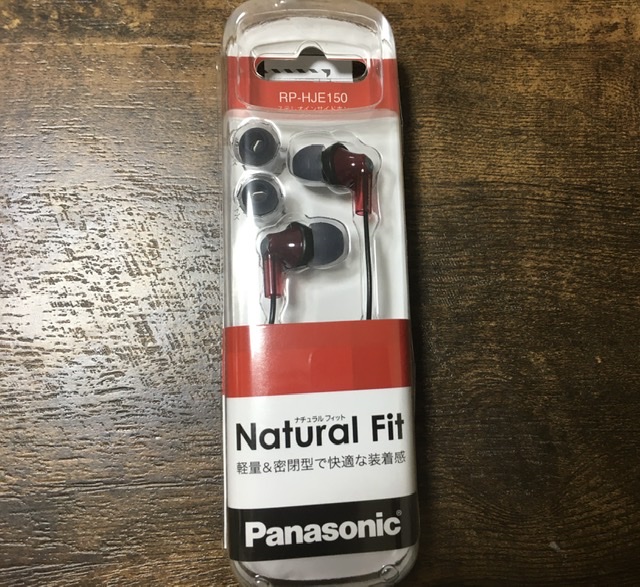 RP-HJE150
ナチュラル フィット
Natural Fit
軽量&密閉型で快適な装着感
Panasonic®